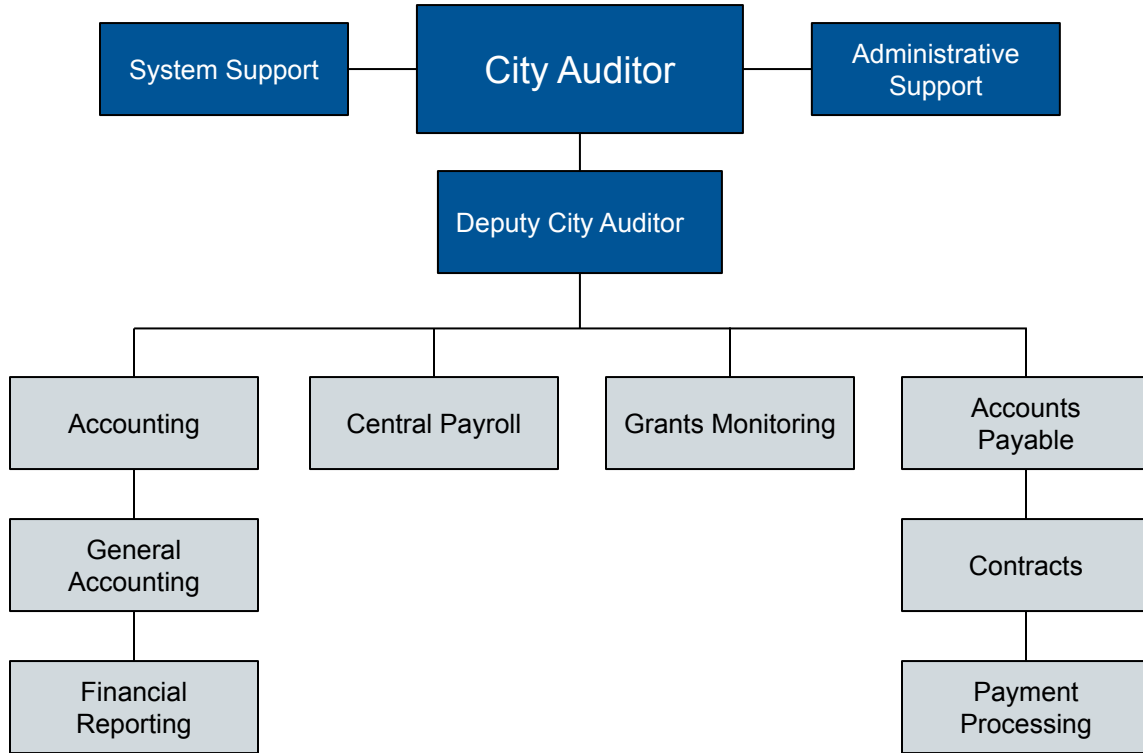 System Support
City Auditor
Administrative
Support
Deputy City Auditor
Accounting
Central Payroll
Grants Monitoring
Accounts
Payable
General
Accounting
Contracts
Financial
Reporting
Payment
Processing